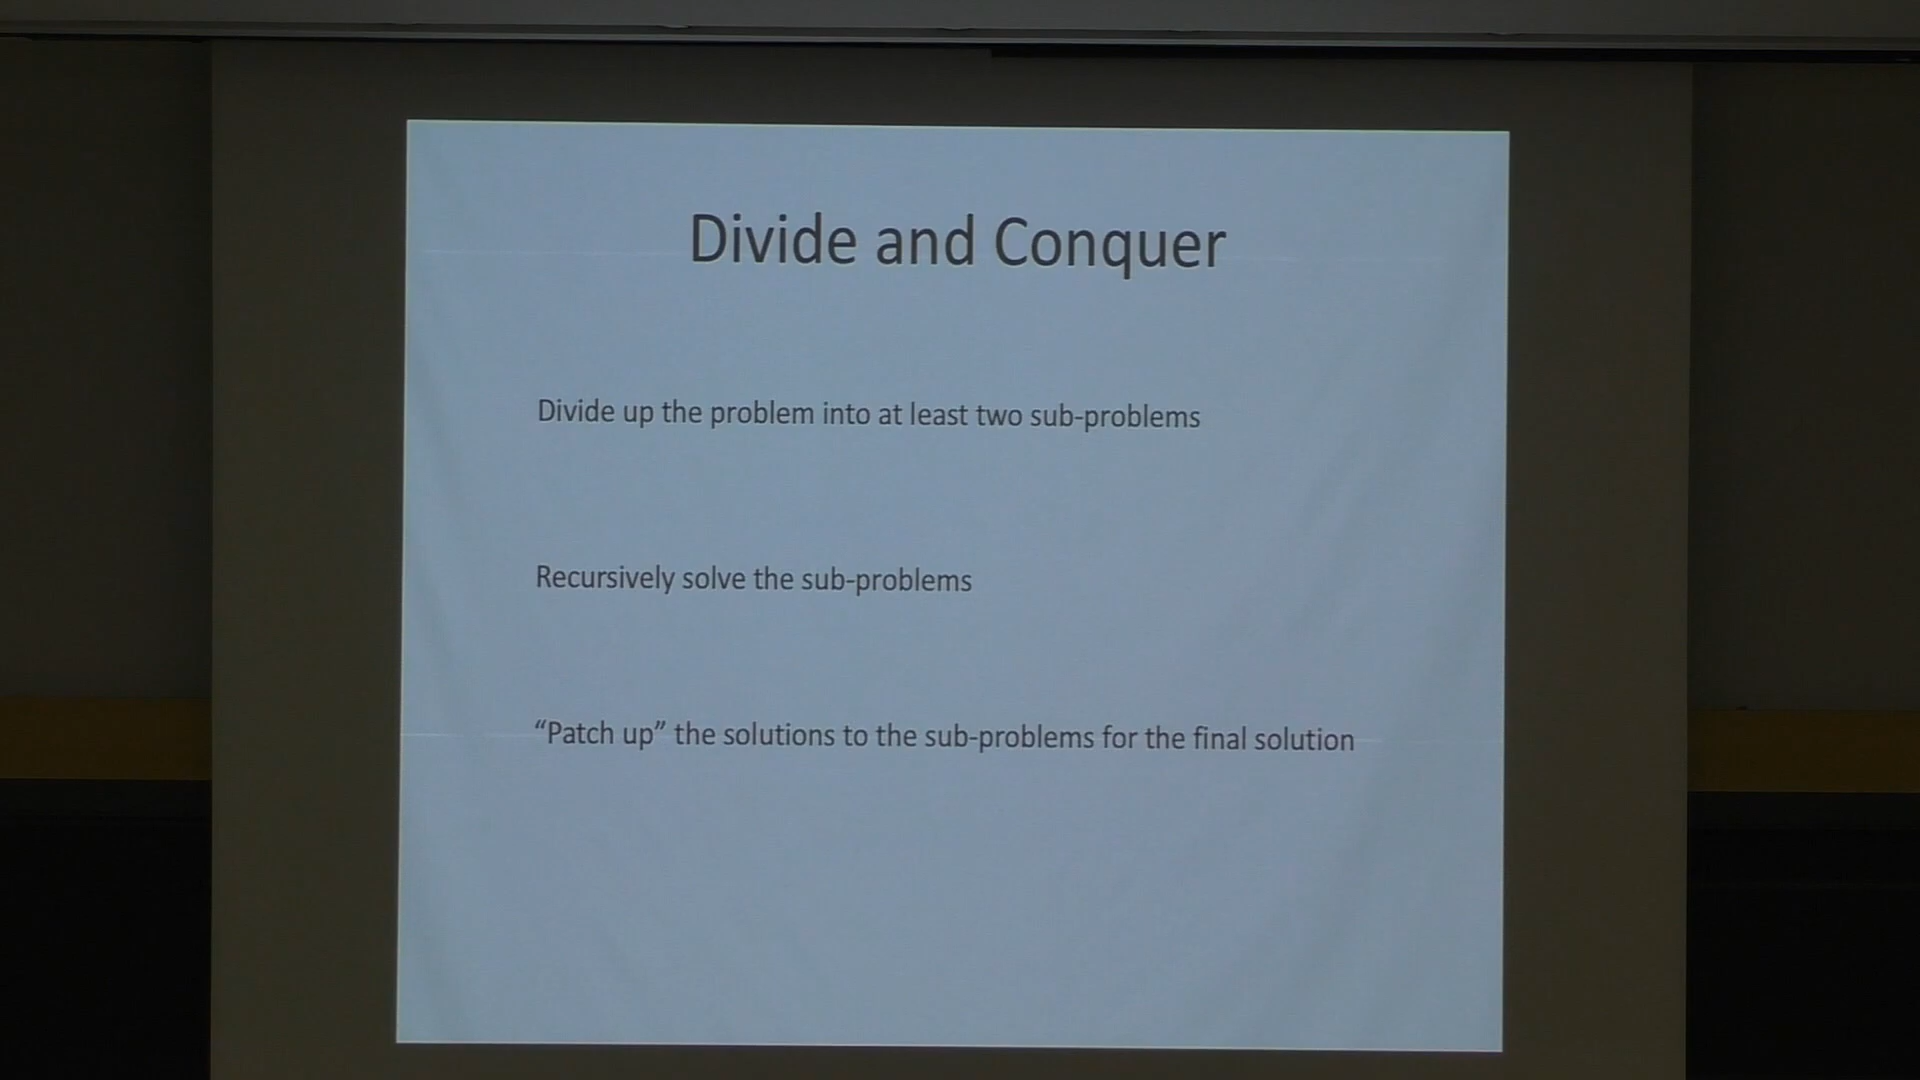 Divide and Conquer
Divide up the problem into at least two sub-problems
Recursively solve the sub-problems
“Patch up” the solutions to the sub-problems for the final solution